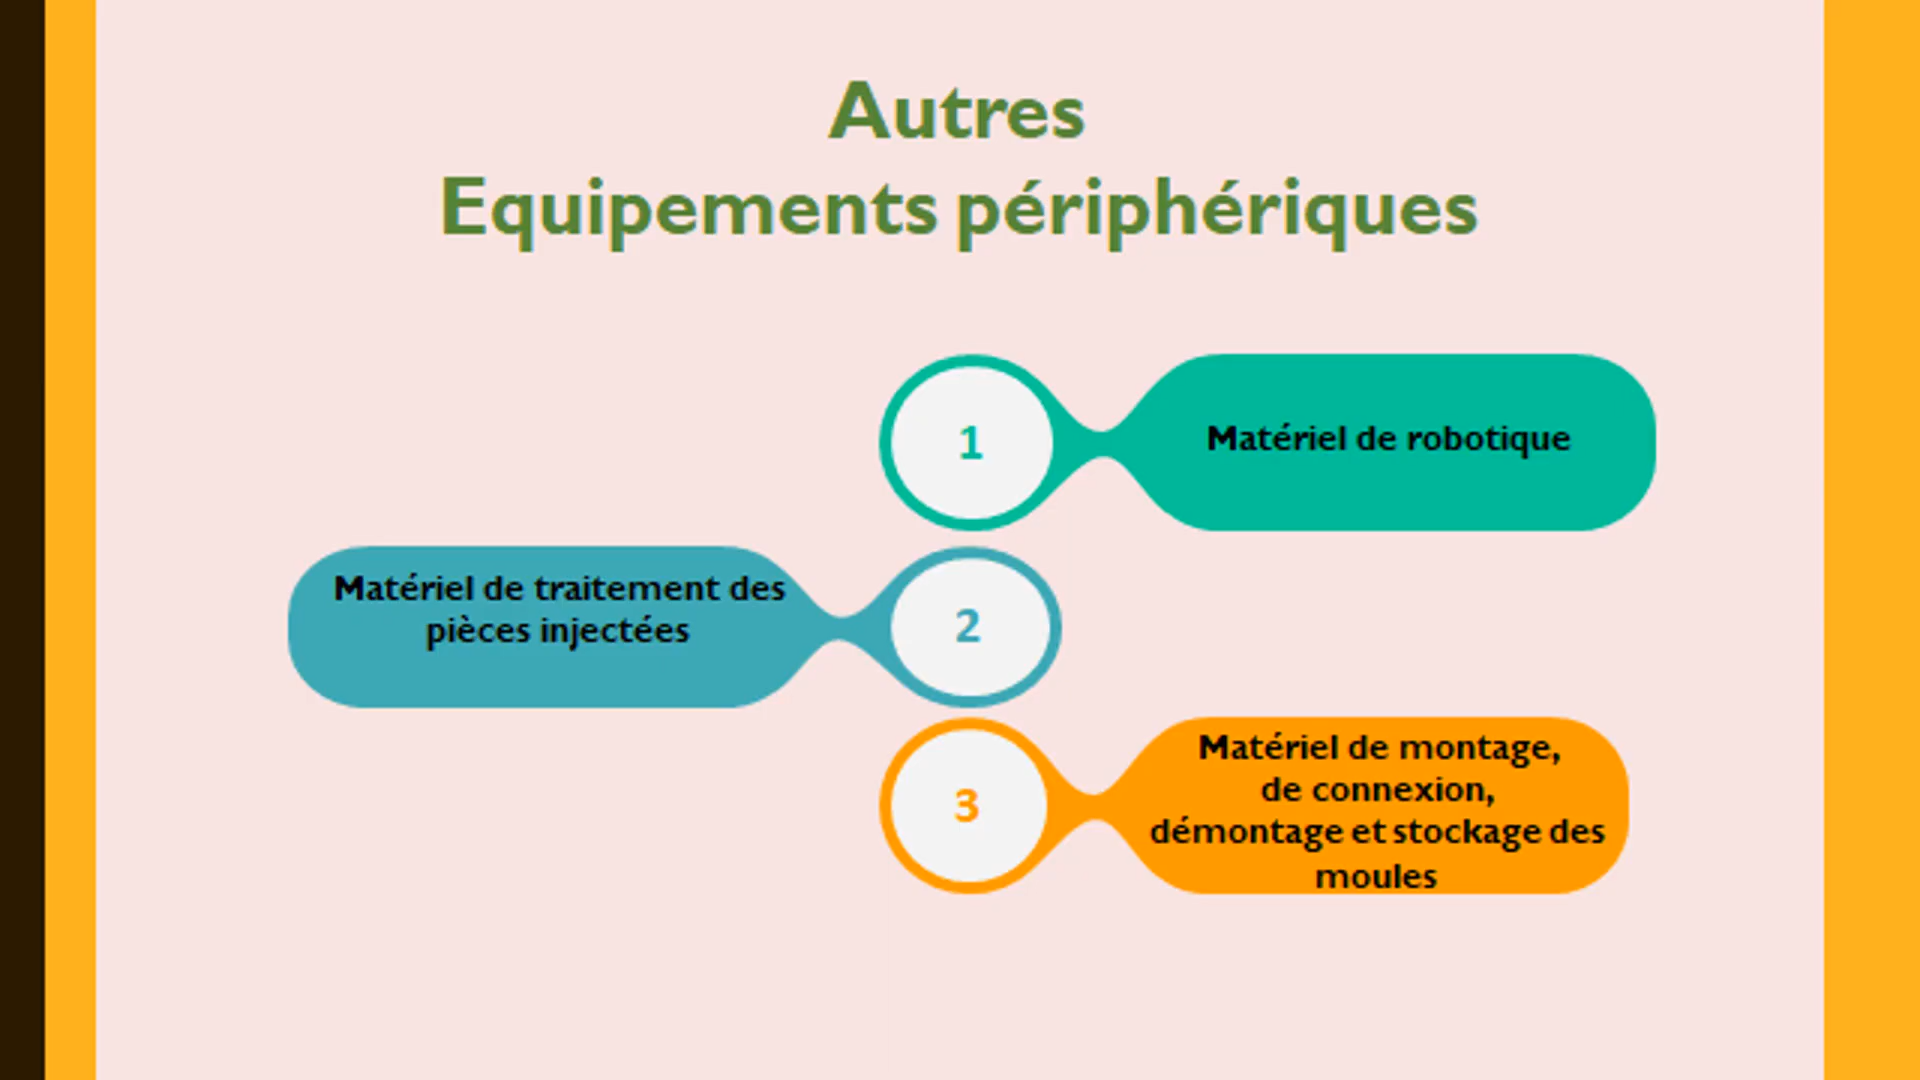 Autres
Equipements périphériques
1
Matériel de robotique
Matériel de traitement des
pièces injectées
2
3
Matériel de montage,
de connexion,
démontage et stockage des
moules